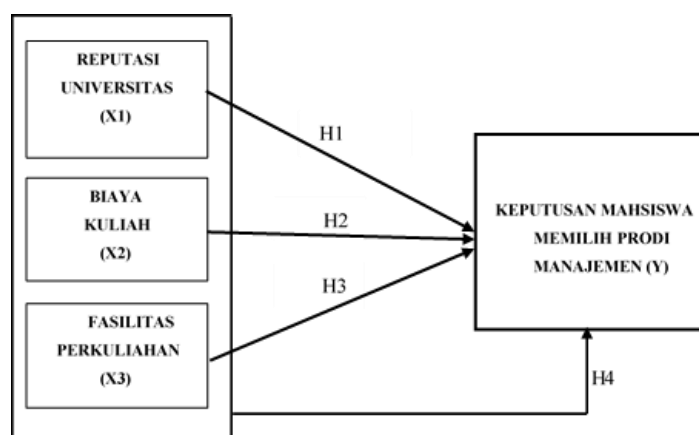 REPUTASI
UNIVERSITAS
(X1)
H1
BIAYA
KULIAH
(X2)
H2
KEPUTUSAN MAHSISWA
MEMILIH PRODI
MANAJEMEN (Y)
H3
FASILITAS
PERKULIAHAN
(X3)
H4